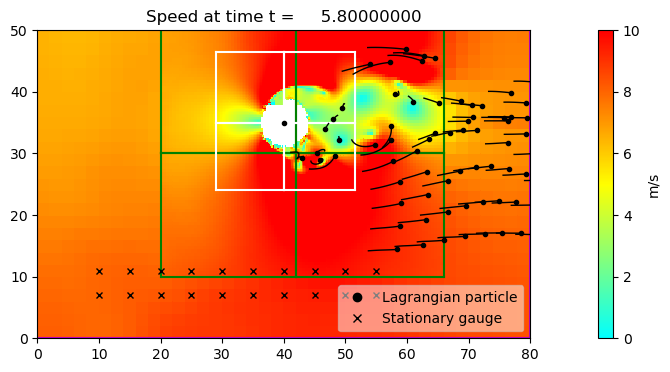 Speed at time t =      5.80000000
50
40
30
20
10
0
0 10 20 30 40 50 60 70 80
Lagrangian particle
Stationary gauge
10
8
6
4
2
0
m/s